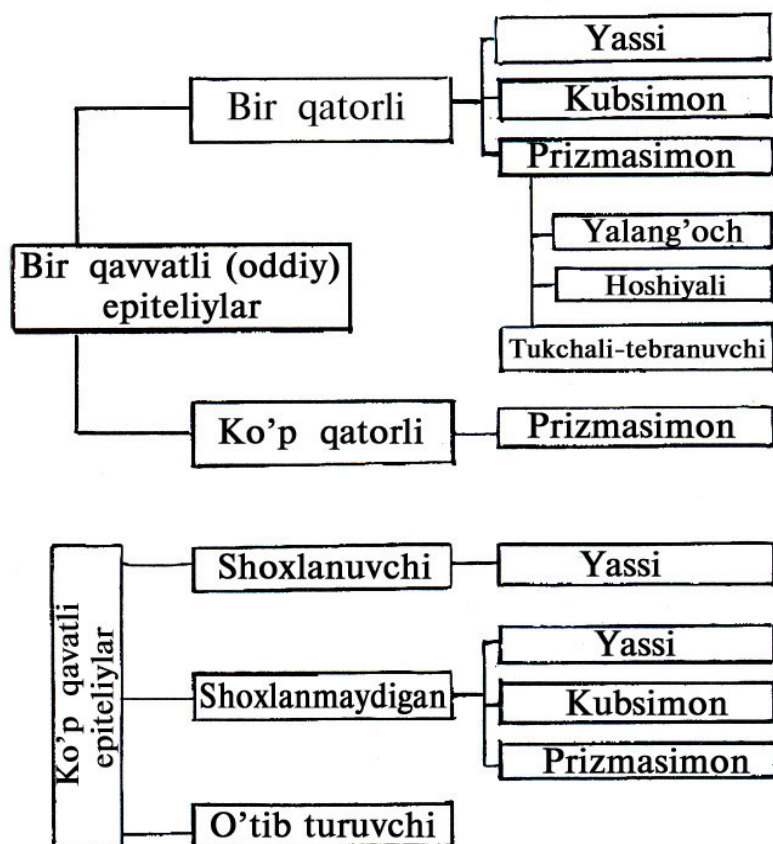 Bir qatorli
Yassi
Kubsimon
Prizmasimon
Yalang'och
Hoshiyali
Tukchali-tebranuvchi
Bir qavvatli (oddiy)
epiteliylar
Ko'p qatorli
Prizmasimon
Ko'p qavatli
epiteliylar
Shoxlanuvchi
Yassi
Shoxlanmaydigan
Yassi
Kubsimon
Prizmasimon
O'tib turuvchi